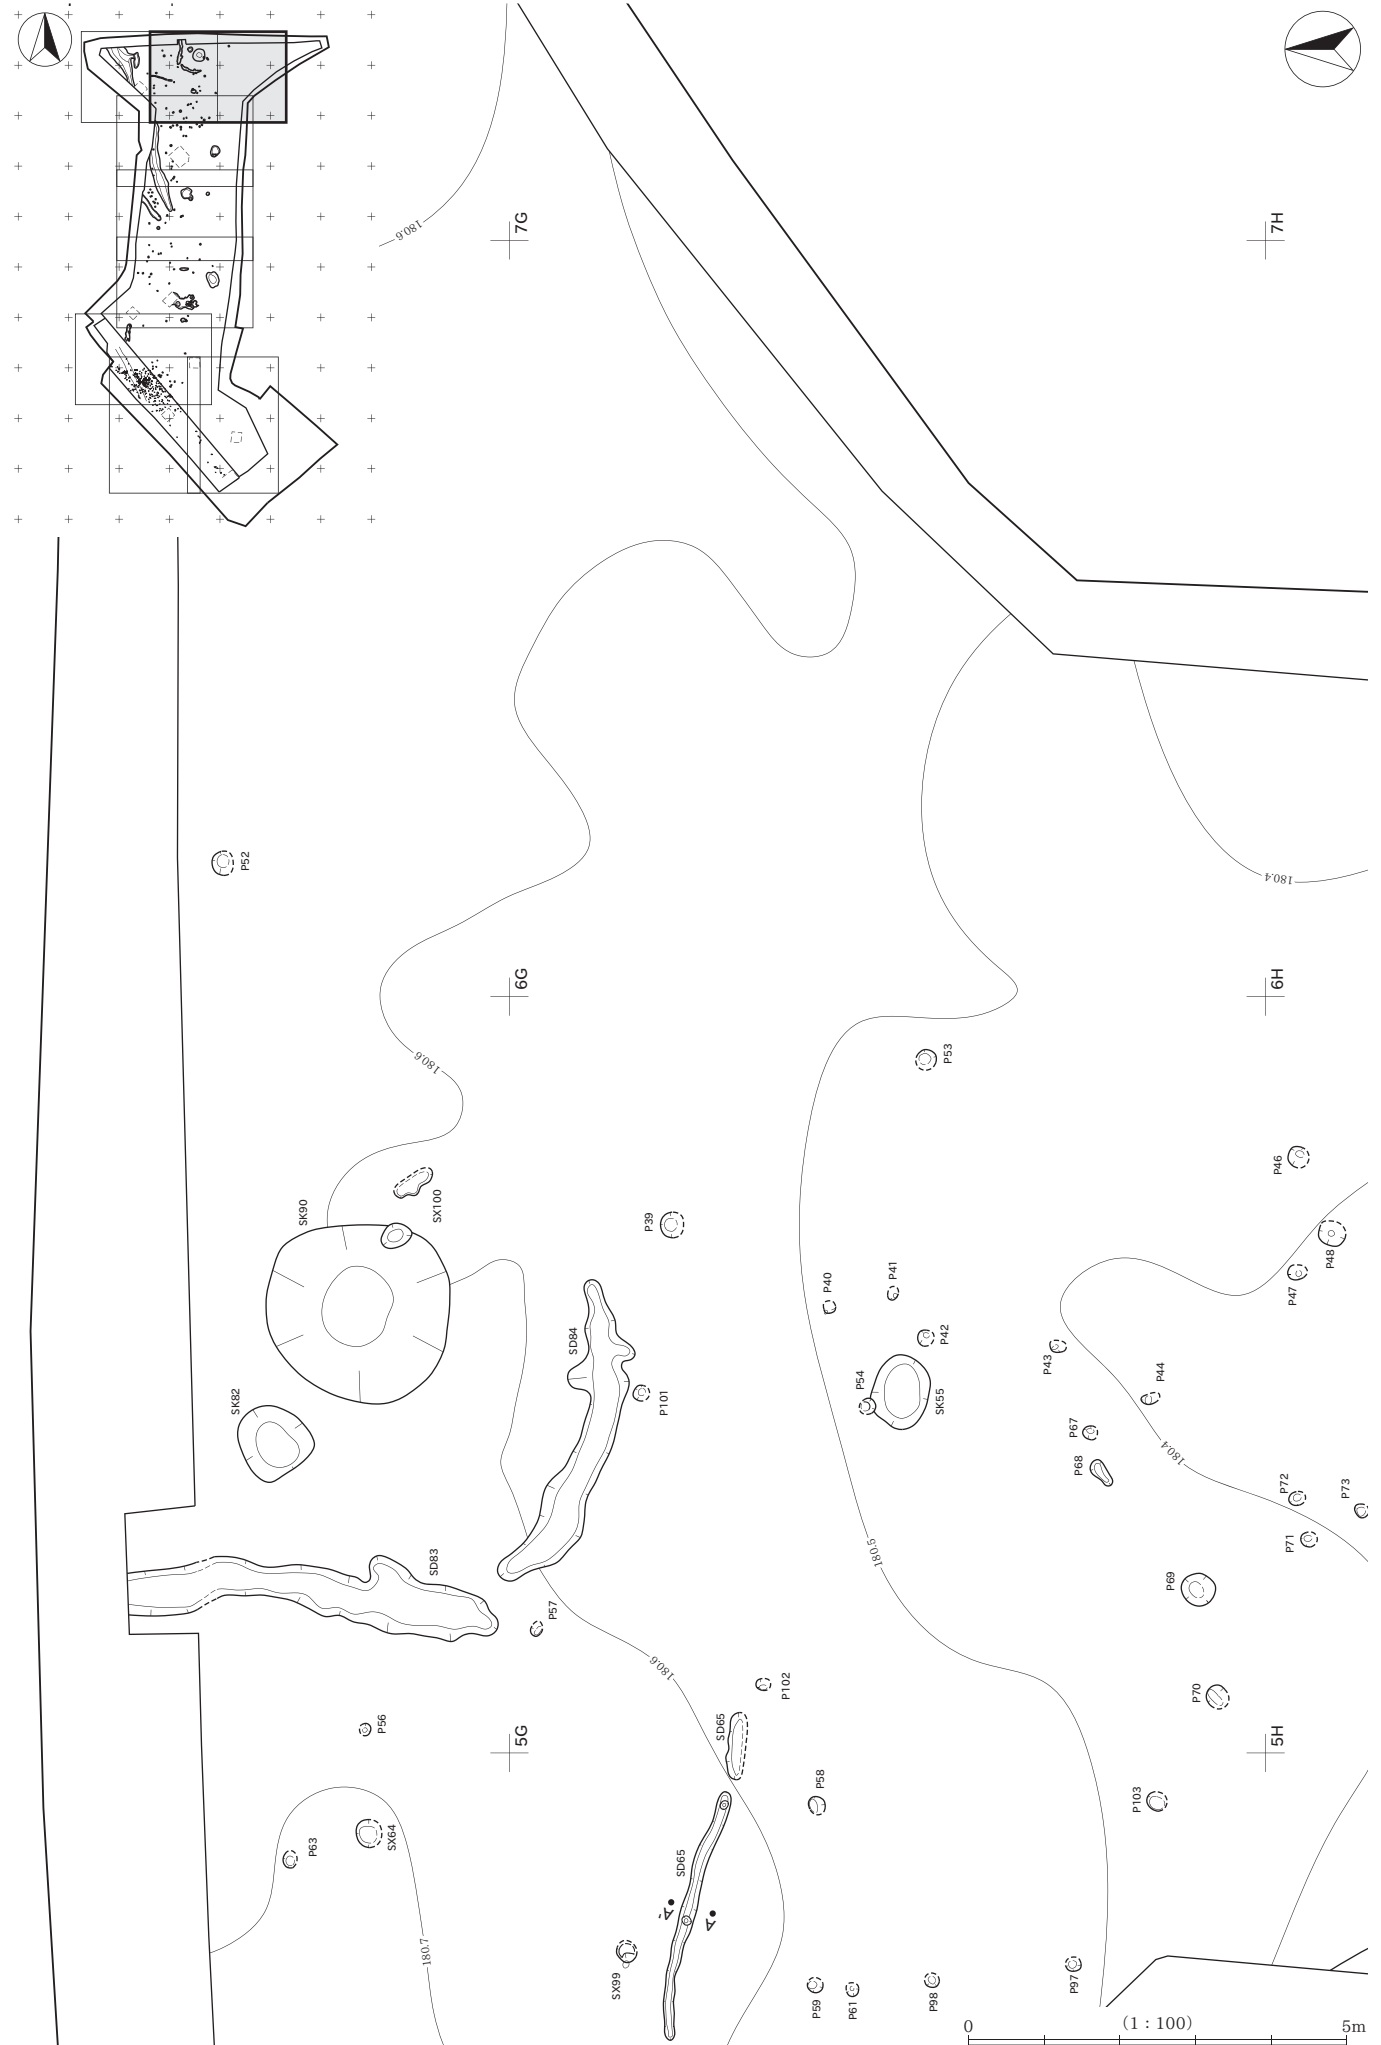 180.6
7G
7H
P52
180.4
6G
6H
180.6
P53
P46
SK90
SX100
P39
P48
P40
P41
P47
SD84
P42
P43
P54
P44
SK82
P101
SK55
P67
180.4
P68
P72
P73
P71
SD83
180.5
P69
P57
180.6
P102
P70
P56
SD65
5G
5H
P58
P103
P63
SX64
SD65
A'
A
180.7
SX99
P59
P61
P98
P97
(1 : 100)
0
5m